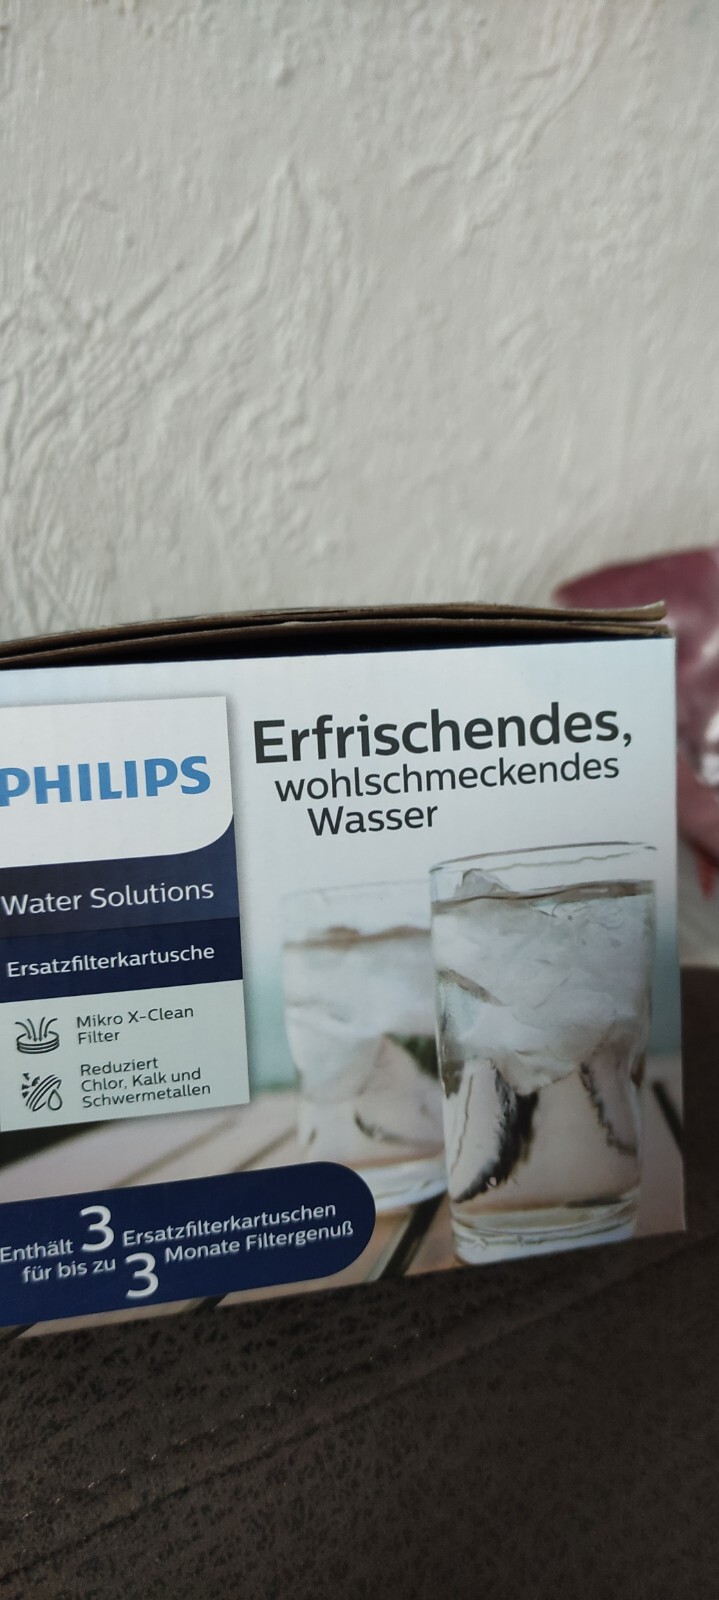 PHILIPS
Water Solutions
Ersatzfilterkartusche
Mikro X-Clean
Filter
Reduziert
Chlor, Kalk und
Schwermetallen
Erfrischendes,
wohlschmeckendes
Wasser
Enthält 3 Ersatzfilterkartuschen
für bis zu 3 Monate Filtergenuß